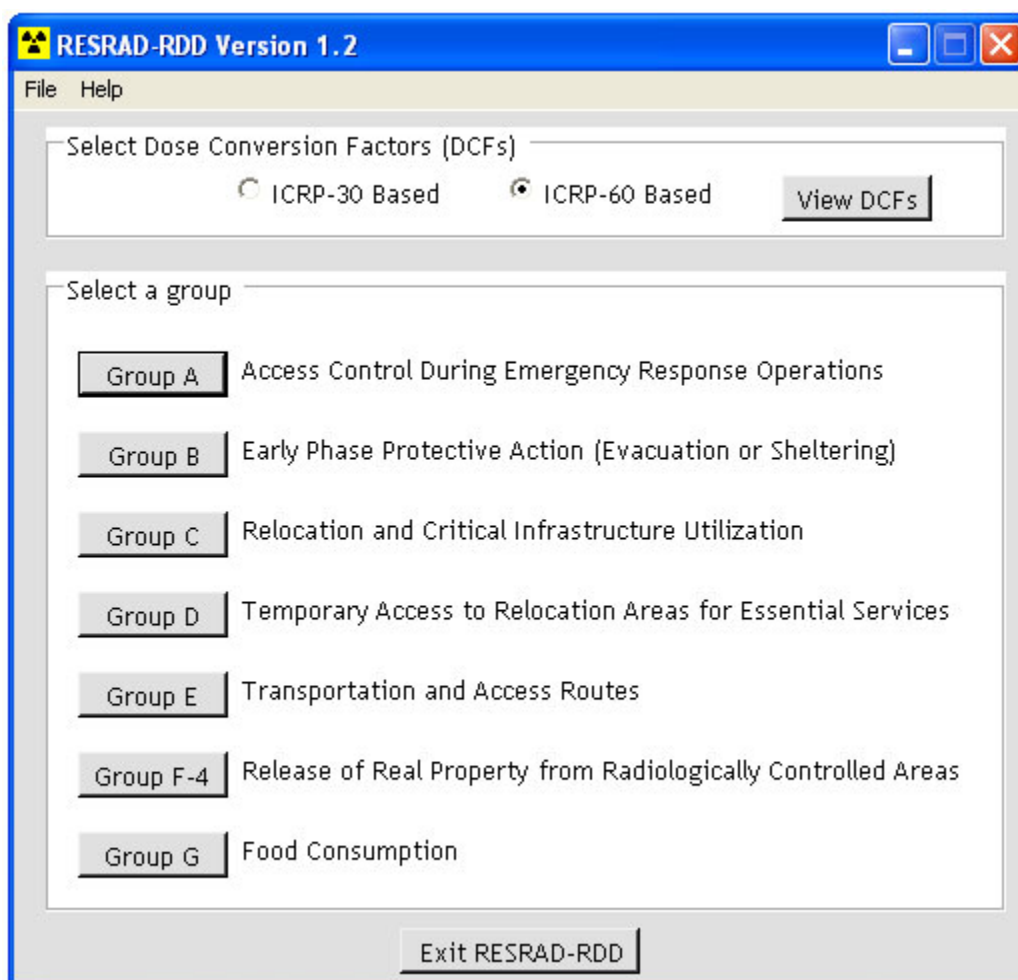 RESRAD-RDD Version 1.2
File Help
Select Dose Conversion Factors (DCFs)
ICRP-30 Based ICRP-60 Based View DCFs
Select a group
Group A Access Control During Emergency Response Operations
Group B Early Phase Protective Action (Evacuation or Sheltering)
Group C Relocation and Critical Infrastructure Utilization
Group D Temporary Access to Relocation Areas for Essential Services
Group E Transportation and Access Routes
Group F-4 Release of Real Property from Radiologically Controlled Areas
Group G Food Consumption
Exit RESRAD-RDD